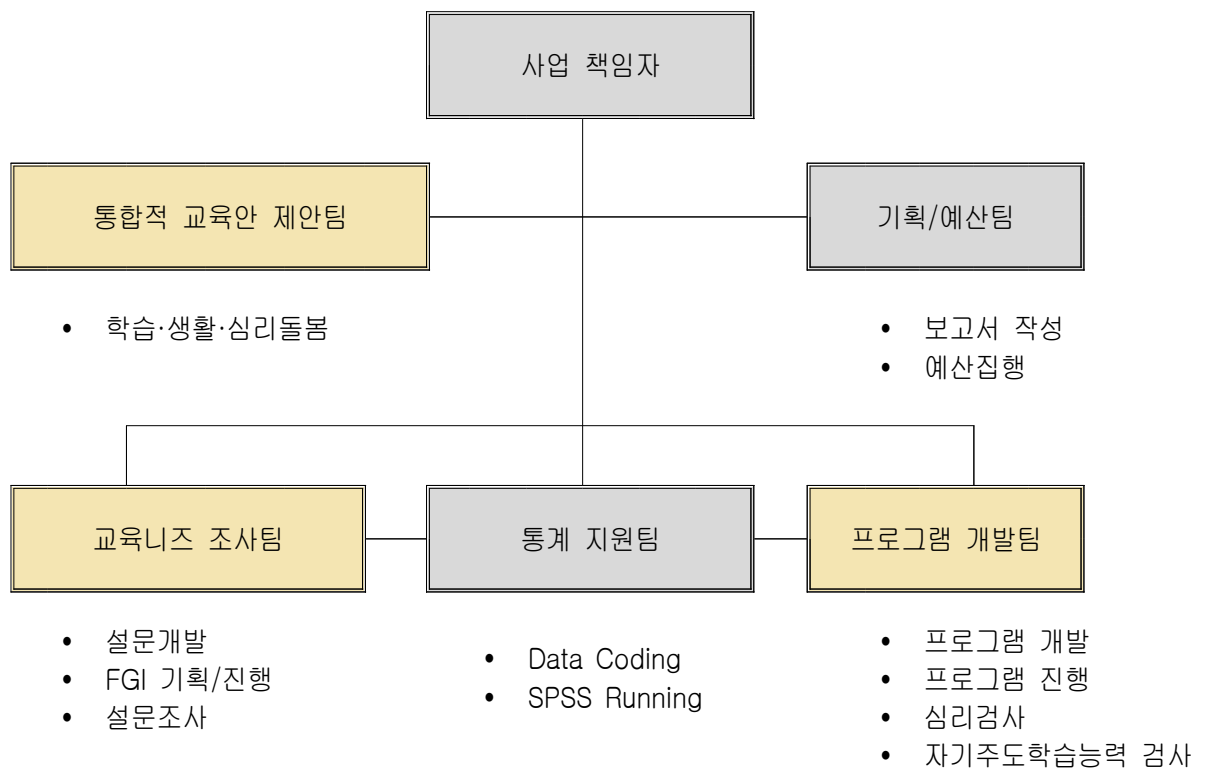 사업 책임자
통합적 교육안 제안팀
기획/예산팀
• 학습·생활·심리돌봄
• 보고서 작성
• 예산집행
교육니즈 조사팀
통계 지원팀
프로그램 개발팀
• 설문개발
• FGI 기획/진행
• 설문조사
• Data Coding
• SPSS Running
• 프로그램 개발
• 프로그램 진행
• 심리검사
• 자기주도학습능력 검사